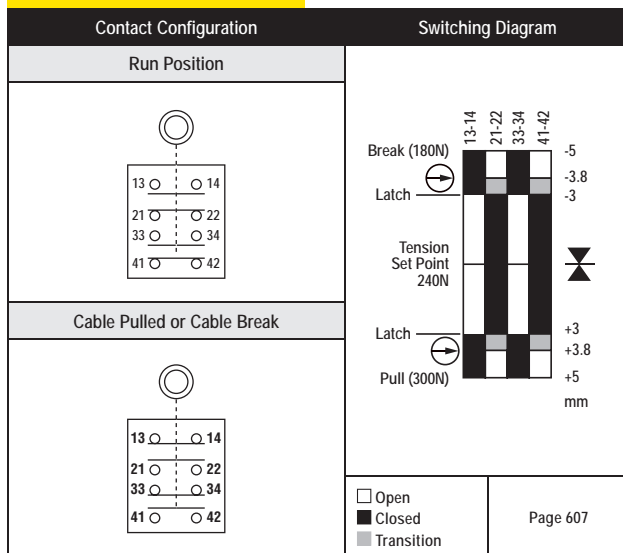 Contact Configuration
Switching Diagram
Run Position
13 14
21 22
33 34
41 42
Cable Pulled or Cable Break
13 14
21 22
33 34
41 42
13-14
21-22
33-34
41-42
Break (180N)
-5
-3.8
Latch
-3
Tension
Set Point
240N
Latch
+3
+3.8
Pull (300N)
+5
mm
Open
Closed
Transition
Page 607